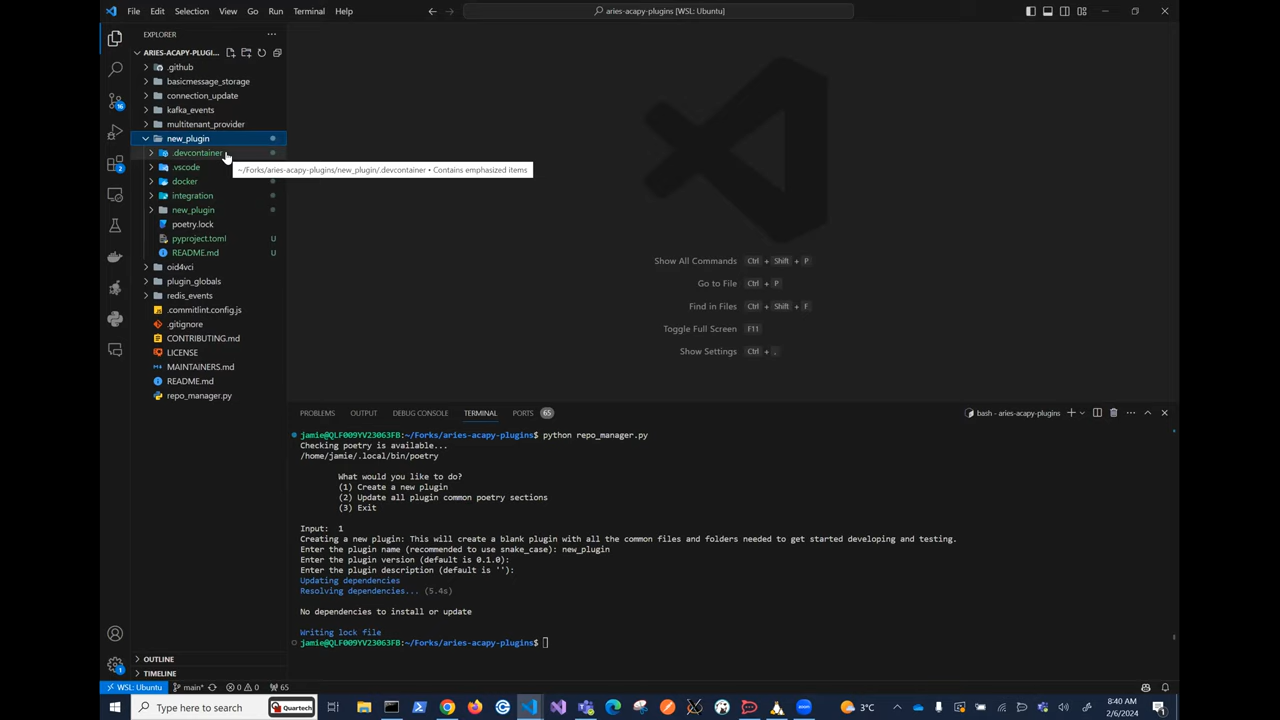 File Edit Selection View Go Run Terminal Help
aries-acapy-plugins [WSL: Ubuntu]
EXPLORER
ARIES-ACAPY-PLUGI...
.github
basicmessage_storage
connection_update
kafka_events
multitenant_provider
new_plugin
.devcontainer
~/Forks/aries-acapy-plugins/new_plugin/.devcontainer • Contains emphasized items
.vscode
docker
integration
new_plugin
poetry.lock
pyproject.toml U
README.md U
oid4vci
plugin_globals
redis_events
.commitlint.config.js
.gitignore
CONTRIBUTING.md
LICENSE
MAINTAINERS.md
README.md
repo_manager.py
OUTLINE
TIMELINE
16
2
1
Show All Commands Ctrl + Shift + P
Go to File Ctrl + P
Find in Files Ctrl + Shift + F
Toggle Full Screen F11
Show Settings Ctrl + ,
PROBLEMS OUTPUT DEBUG CONSOLE TERMINAL PORTS 65
bash - aries-acapy-plugins
jamie@QLF009YV23063FB:~/Forks/aries-acapy-plugins$ python repo_manager.py
Checking poetry is available...
/home/jamie/.local/bin/poetry
What would you like to do?
(1) Create a new plugin
(2) Update all plugin common poetry sections
(3) Exit
Input: 1
Creating a new plugin: This will create a blank plugin with all the common files and folders needed to get started developing and testing.
Enter the plugin name (recommended to use snake_case): new_plugin
Enter the plugin version (default is 0.1.0):
Enter the plugin description (default is ''):
Updating dependencies
Resolving dependencies... (5.4s)
No dependencies to install or update
Writing lock file
jamie@QLF009YV23063FB:~/Forks/aries-acapy-plugins$
WSL: Ubuntu main* 0 0 65
Type here to search
Quartech
3°C
8:40 AM
2/6/2024